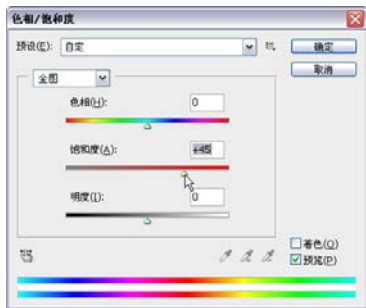 色相/饱和度
预设(E): 自定
确定
取消
全图
色相(H): 0
饱和度(A): +45
明度(I): 0
着色(O)
预览(P)